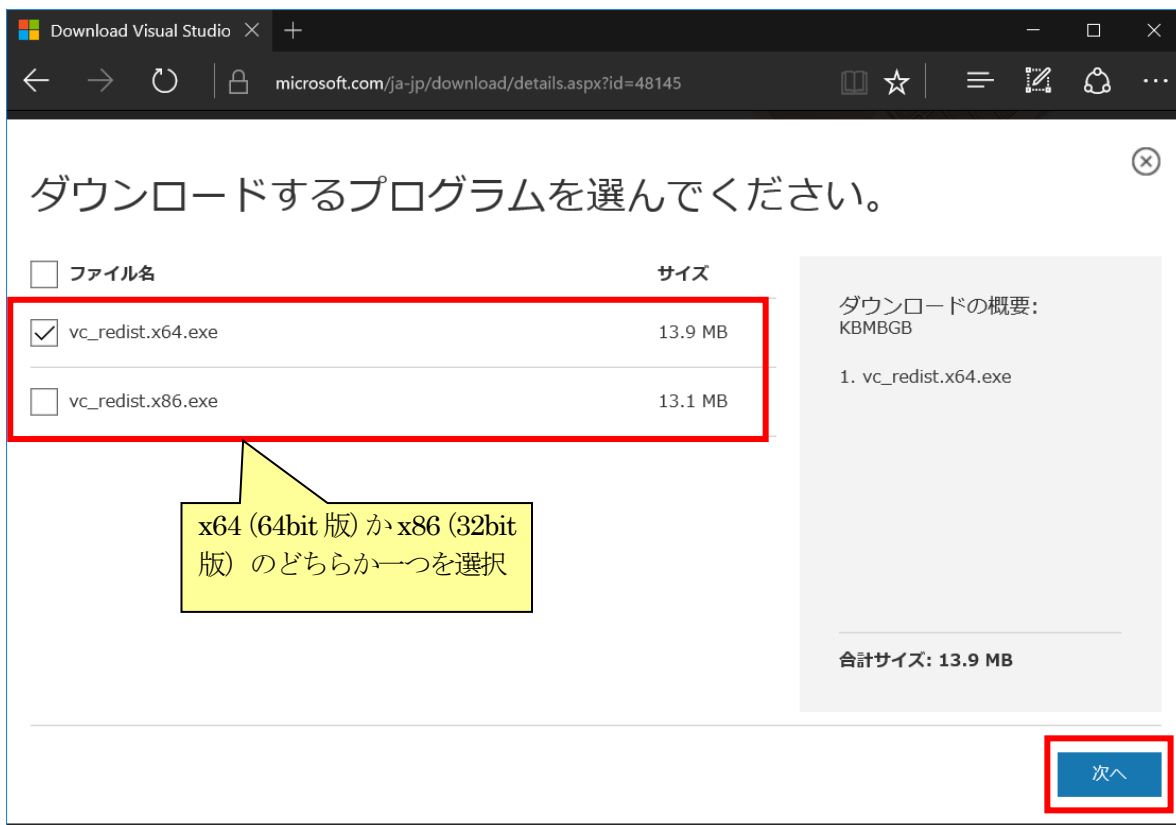 Download Visual Studio
microsoft.com/ja-jp/download/details.aspx?id=48145
ダウンロードするプログラムを選んでください。
ファイル名 サイズ
vc_redist.x64.exe 13.9 MB
vc_redist.x86.exe 13.1 MB
x64 (64bit 版) か x86 (32bit
版) のどちらか一つを選択
ダウンロードの概要:
KBMBGB
1. vc_redist.x64.exe
合計サイズ: 13.9 MB
次へ